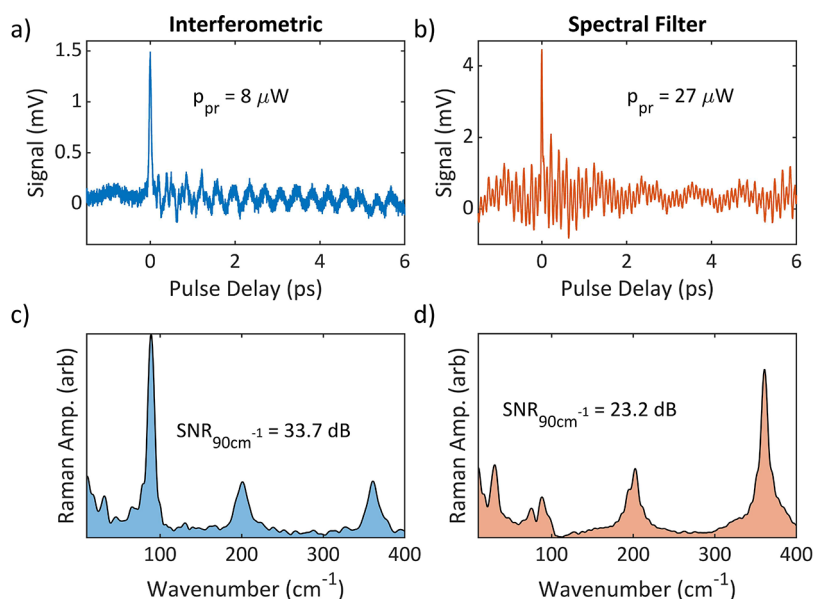 a)
Interferometric
b)
Spectral Filter
1.5
1
0.5
0
Signal (mV)
p_pr = 8 μW
0
2
4
6
Pulse Delay (ps)
4
2
0
Signal (mV)
p_pr = 27 μW
0
2
4
6
Pulse Delay (ps)
c)
d)
Raman Amp. (arb)
SNR_90cm⁻¹ = 33.7 dB
100
200
300
400
Wavenumber (cm⁻¹)
Raman Amp. (arb)
SNR_90cm⁻¹ = 23.2 dB
100
200
300
400
Wavenumber (cm⁻¹)